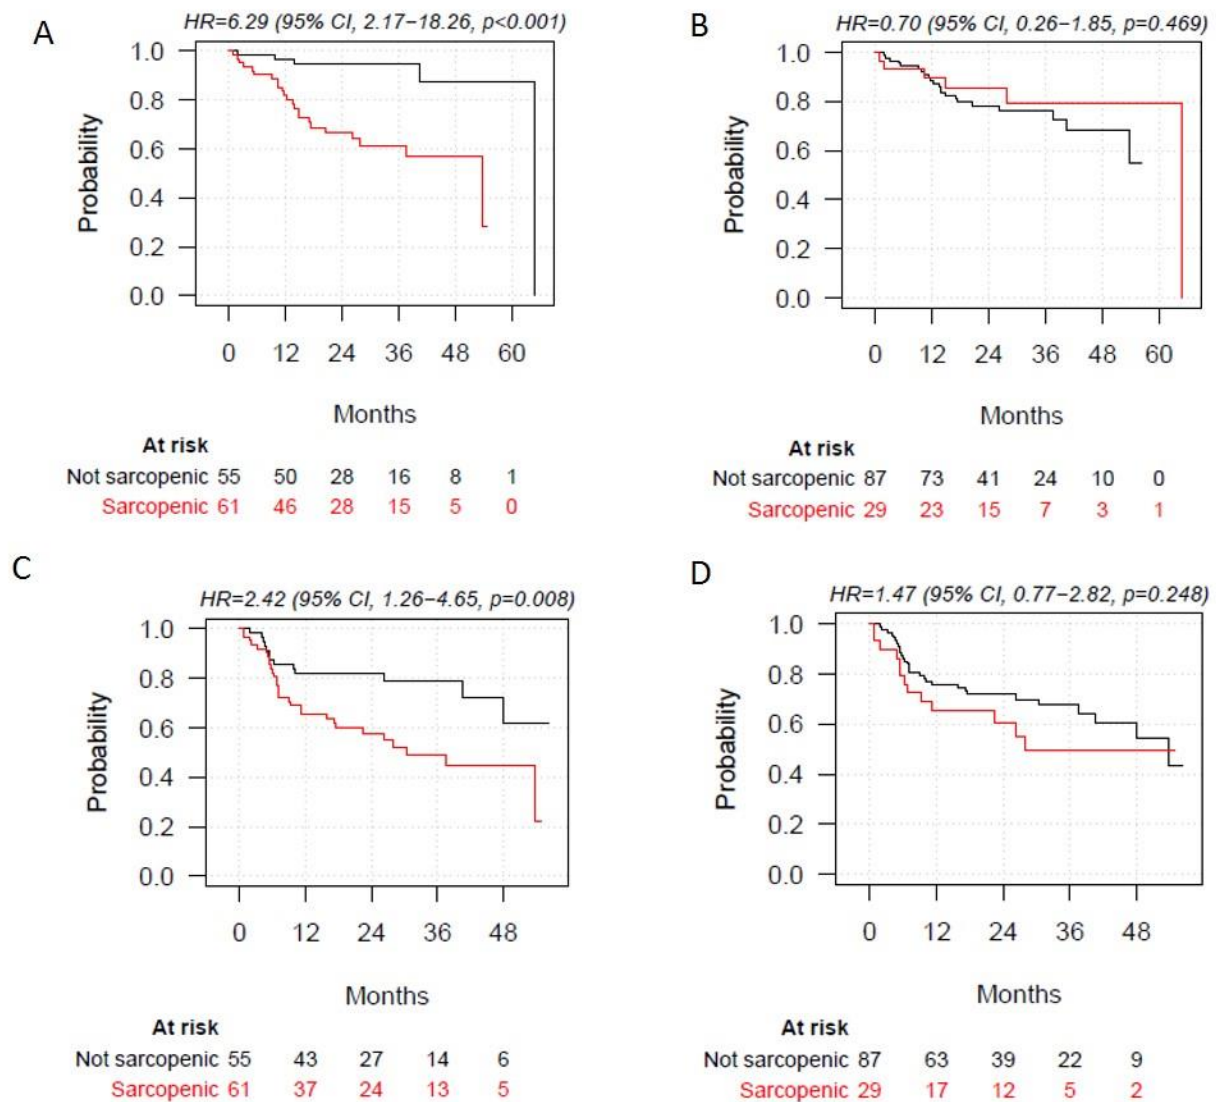 A
HR=6.29 (95% CI, 2.17−18.26, p<0.001)
1.0
0.8
0.6
0.4
0.2
0.0
Probability
0 12 24 36 48 60
Months
At risk
Not sarcopenic 55 50 28 16 8 1
Sarcopenic 61 46 28 15 5 0
B
HR=0.70 (95% CI, 0.26−1.85, p=0.469)
1.0
0.8
0.6
0.4
0.2
0.0
Probability
0 12 24 36 48 60
Months
At risk
Not sarcopenic 87 73 41 24 10 0
Sarcopenic 29 23 15 7 3 1
C
HR=2.42 (95% CI, 1.26−4.65, p=0.008)
1.0
0.8
0.6
0.4
0.2
0.0
Probability
0 12 24 36 48
Months
At risk
Not sarcopenic 55 43 27 14 6
Sarcopenic 61 37 24 13 5
D
HR=1.47 (95% CI, 0.77−2.82, p=0.248)
1.0
0.8
0.6
0.4
0.2
0.0
Probability
0 12 24 36 48
Months
At risk
Not sarcopenic 87 63 39 22 9
Sarcopenic 29 17 12 5 2